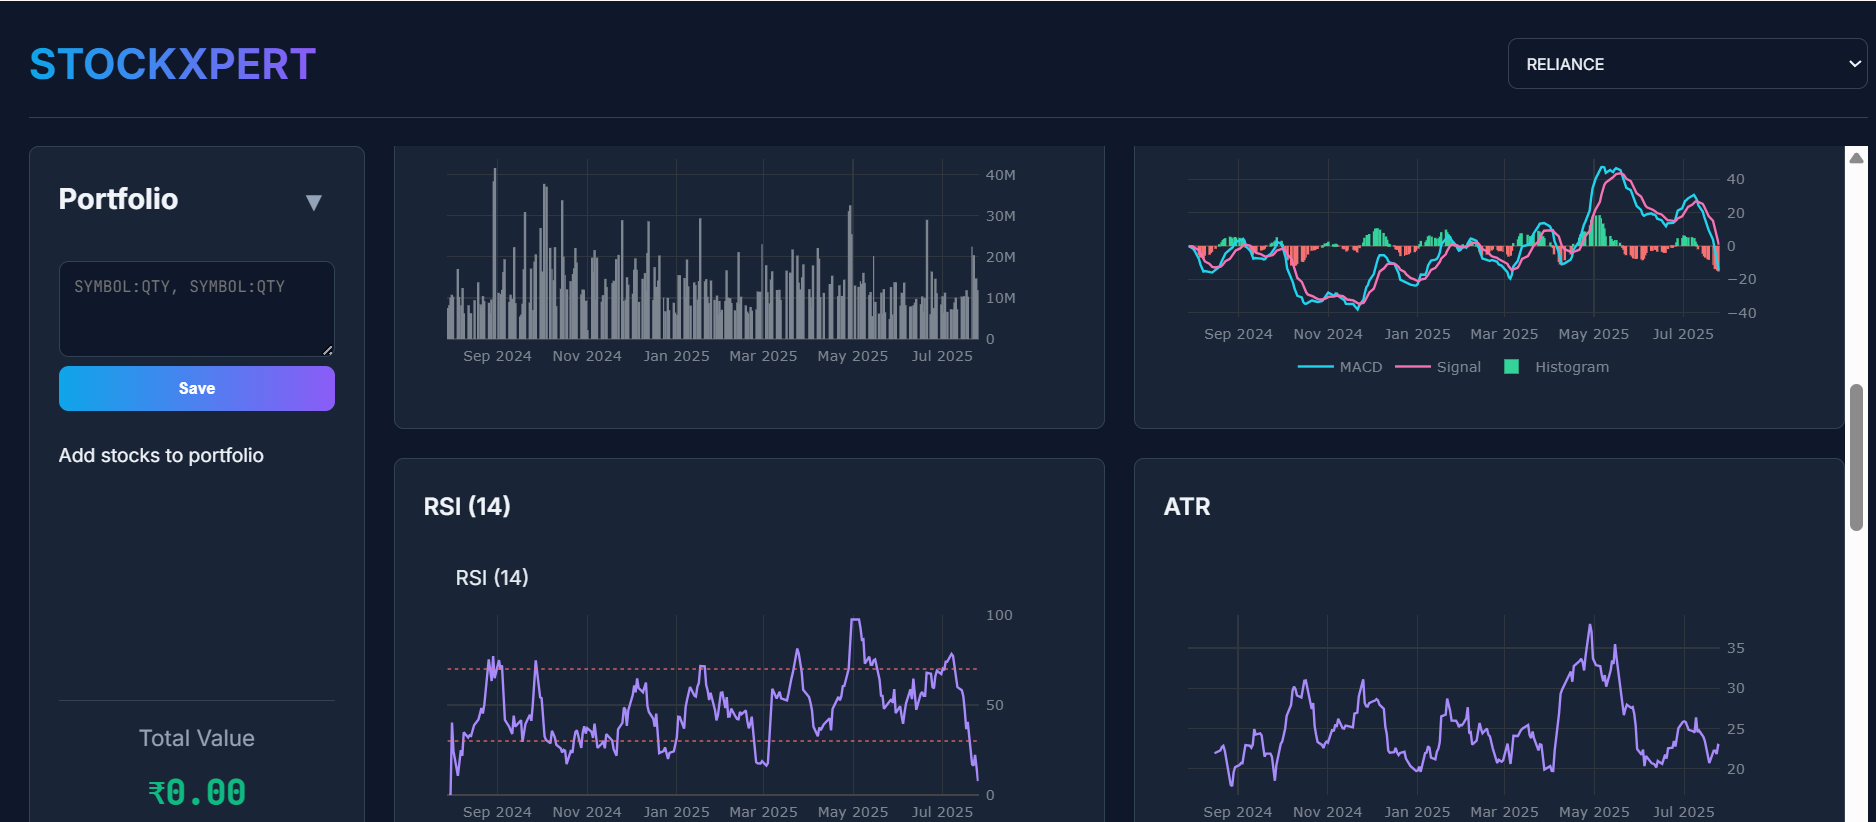 STOCKXPERT
RELIANCE
Portfolio
▼
SYMBOL:QTY, SYMBOL:QTY
Save
Add stocks to portfolio
Total Value
₹0.00
40M
30M
20M
10M
0
Sep 2024 Nov 2024 Jan 2025 Mar 2025 May 2025 Jul 2025
40
20
0
−20
−40
Sep 2024 Nov 2024 Jan 2025 Mar 2025 May 2025 Jul 2025
MACD Signal Histogram
RSI (14)
RSI (14)
100
50
0
Sep 2024 Nov 2024 Jan 2025 Mar 2025 May 2025 Jul 2025
ATR
35
30
25
20
Sep 2024 Nov 2024 Jan 2025 Mar 2025 May 2025 Jul 2025